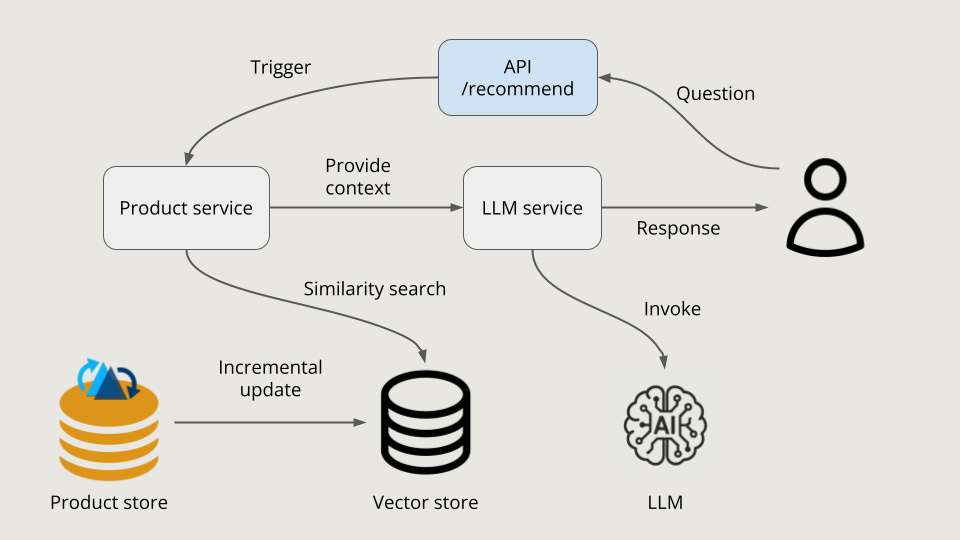 Trigger
API
/recommend
Question
Provide
context
Product service
LLM service
Response
Similarity search
Invoke
Incremental
update
AI
Product store
Vector store
LLM